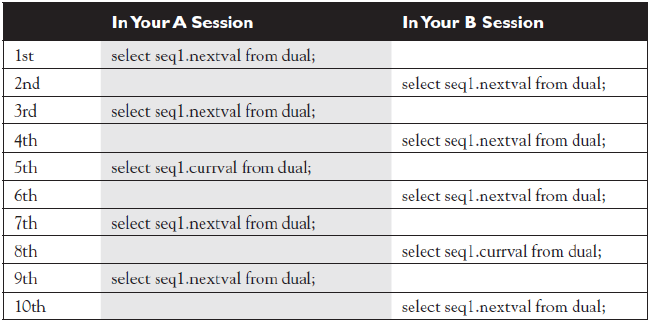 In Your A Session In Your B Session
1st select seq1.nextval from dual;
2nd select seq1.nextval from dual;
3rd select seq1.nextval from dual;
4th select seq1.nextval from dual;
5th select seq1.currval from dual;
6th select seq1.nextval from dual;
7th select seq1.nextval from dual;
8th select seq1.currval from dual;
9th select seq1.nextval from dual;
10th select seq1.nextval from dual;